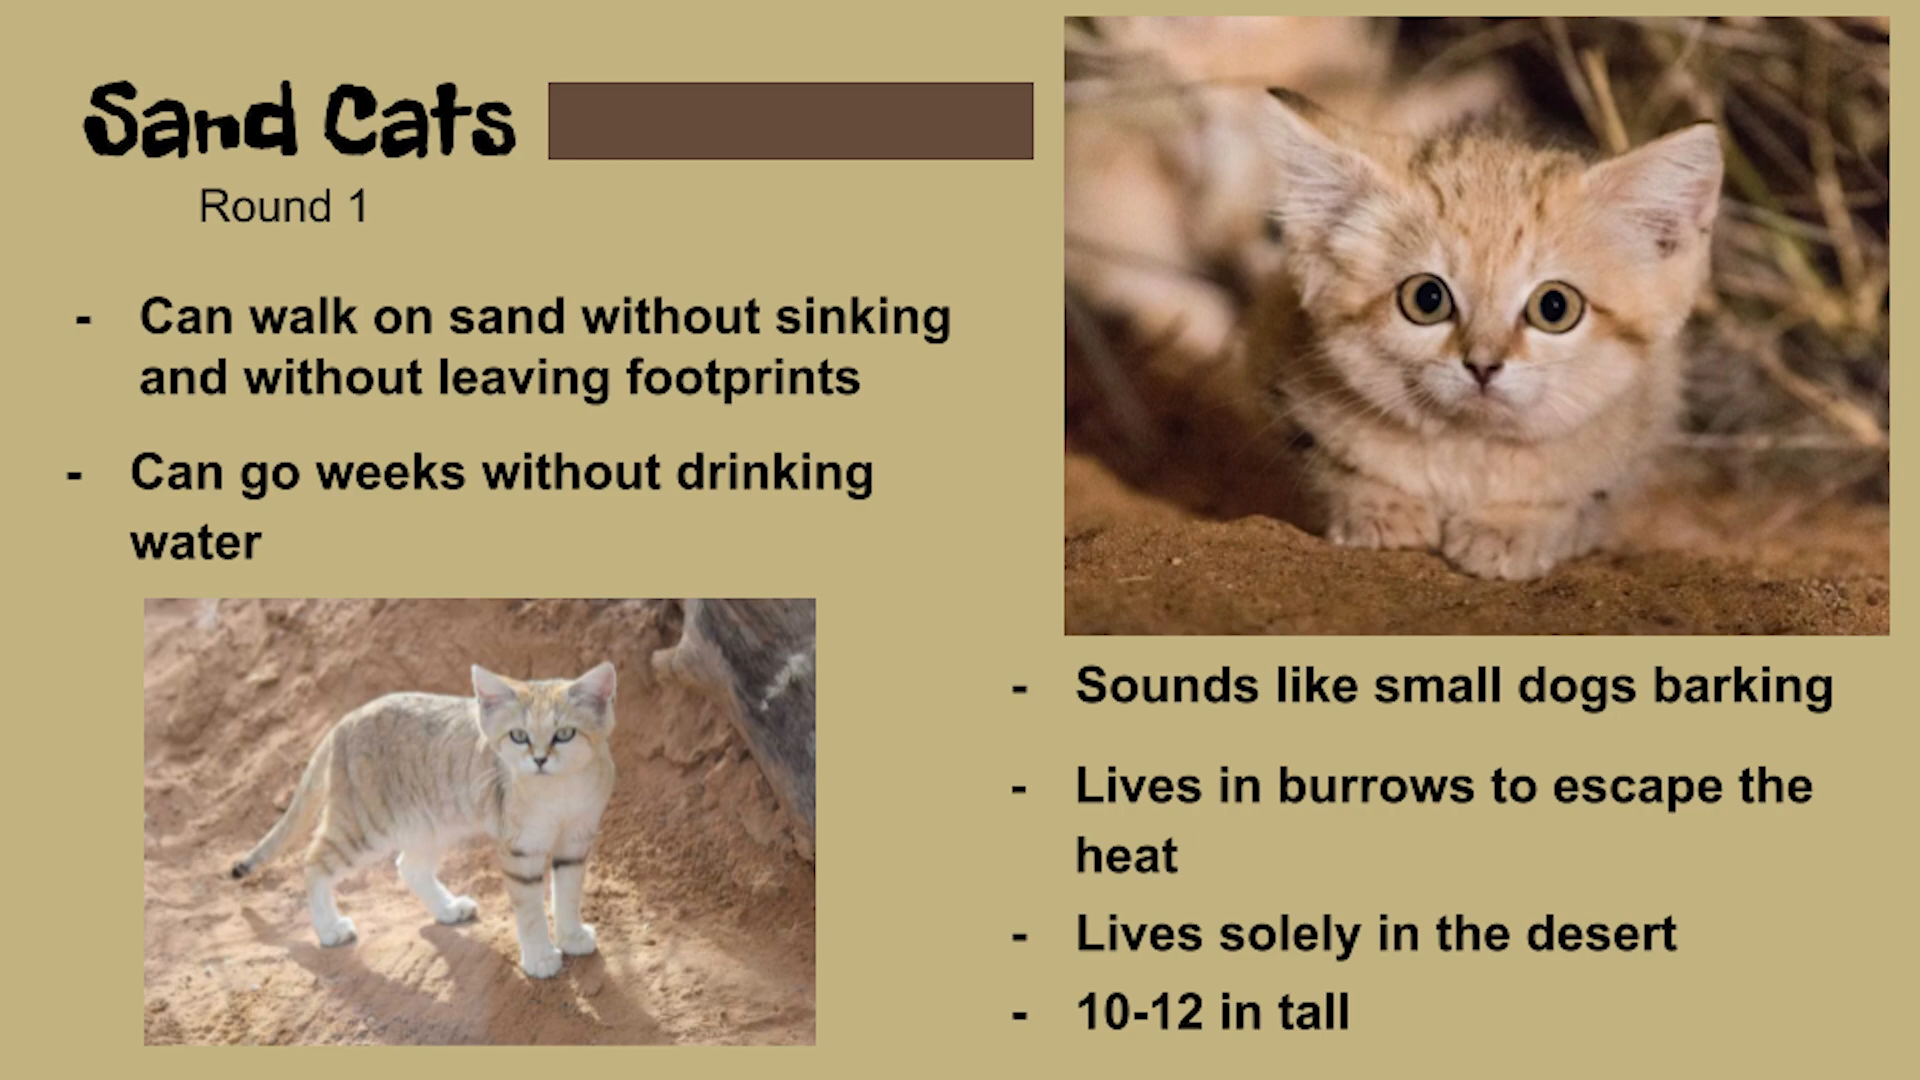 Sand Cats
Round 1
- Can walk on sand without sinking
and without leaving footprints
- Can go weeks without drinking
water
- Sounds like small dogs barking
- Lives in burrows to escape the
heat
- Lives solely in the desert
- 10-12 in tall